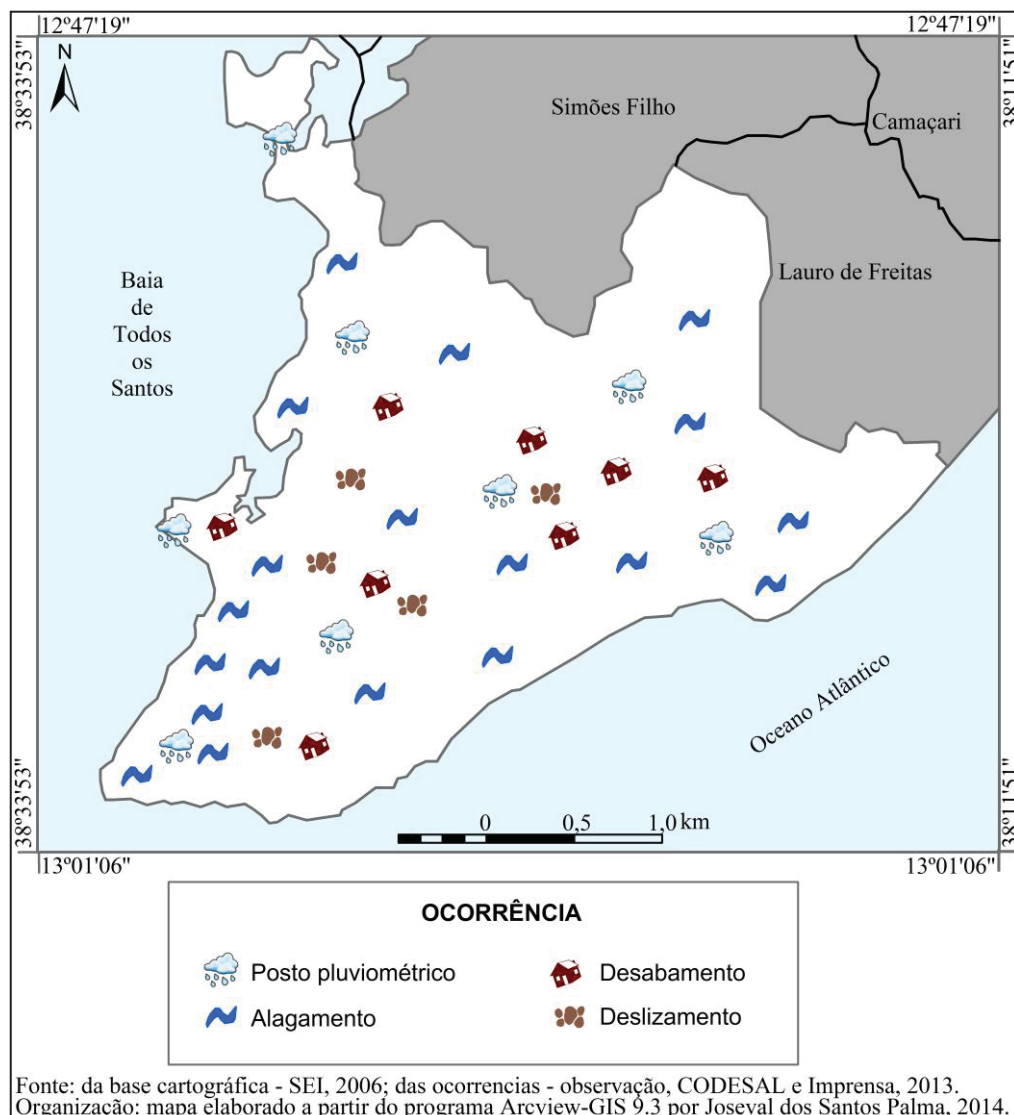 12º47'19"
12º47'19"
38º33'53"
38º11'51"
N
Simões Filho
Camaçari
Lauro de Freitas
Baia
de
Todos
os
Santos
Oceano Atlântico
38º33'53"
38º11'51"
0 0,5 1,0 km
13º01'06"
13º01'06"
OCORRÊNCIA
Posto pluviométrico
Desabamento
Alagamento
Deslizamento
Fonte: da base cartográfica - SEI, 2006; das ocorrencias - observação, CODESAL e Imprensa, 2013.
Organização: mapa elaborado a partir do programa Arcview-GIS 9.3 por Joseval dos Santos Palma, 2014.